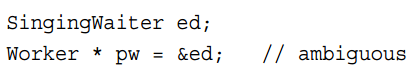 SingingWaiter ed;
Worker * pw = &ed;   // ambiguous